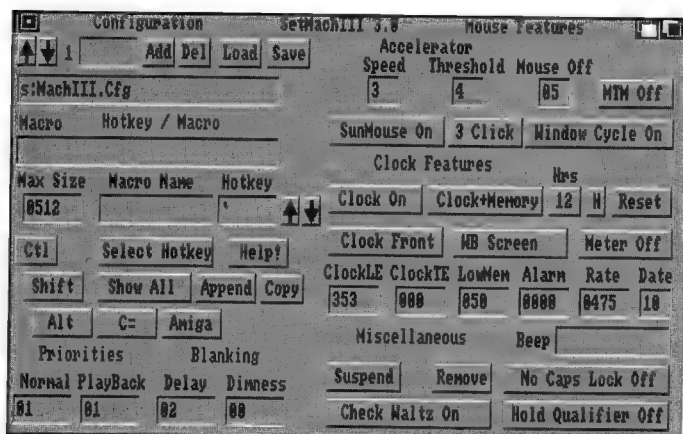 Configuration SetMachIII 3.0 Mouse Features
1 Add Del Load Save
Accelerator
Speed Threshold Mouse Off
s:MachIII.Cfg
3 4 05 MTM Off
Macro Hotkey / Macro
SunMouse On 3 Click Window Cycle On
Clock Features
Max Size Macro Name Hotkey
0512 `
Hrs
Clock On Clock+Memory 12 M Reset
Ctl Select Hotkey Help!
Clock Front WB Screen Meter Off
Shift Show All Append Copy
ClockLE ClockTE LowMem Alarm Rate Date
353 000 050 0000 0475 10
Alt C= Amiga
Miscellaneous Beep
Priorities Blanking
Normal PlayBack Delay Dimness
01 01 02 00
Suspend Remove No Caps Lock Off
Check Waltz On Hold Qualifier Off